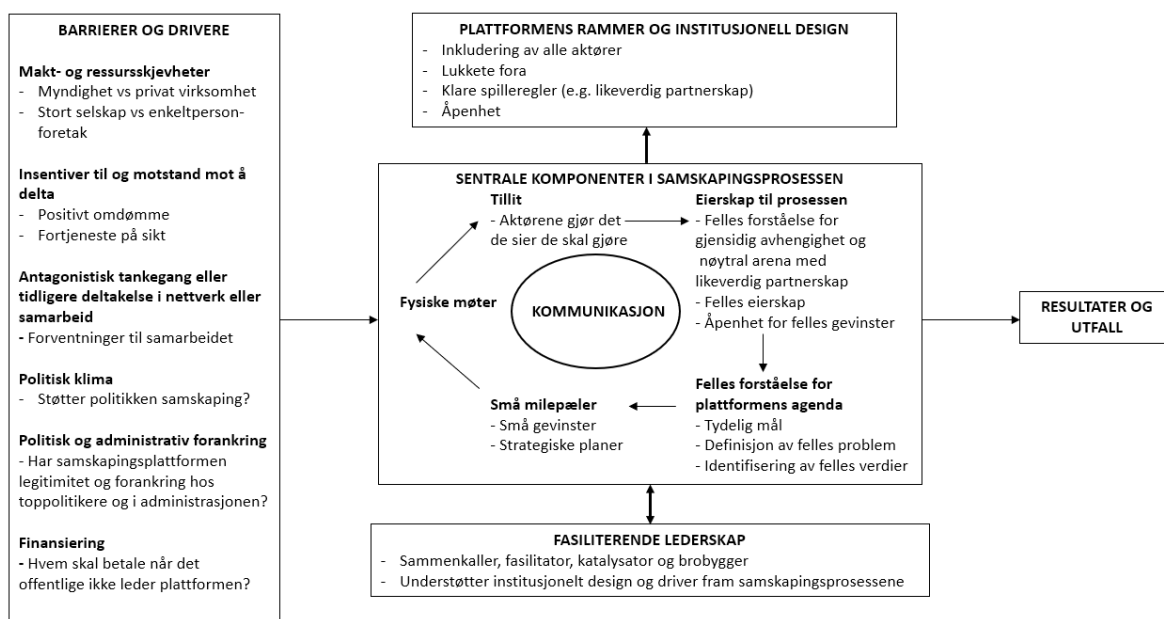 BARRIERER OG DRIVERE
Makt- og ressursskjevheter
- Myndighet vs privat virksomhet
- Stort selskap vs enkeltperson-
foretak
Insentiver til og motstand mot å
delta
- Positivt omdømme
- Fortjeneste på sikt
Antagonistisk tankegang eller
tidligere deltakelse i nettverk eller
samarbeid
- Forventninger til samarbeidet
Politisk klima
- Støtter politikken samskaping?
Politisk og administrativ forankring
- Har samskapingsplattformen
legitimitet og forankring hos
toppolitikere og i administrasjonen?
Finansiering
- Hvem skal betale når det
offentlige ikke leder plattformen?
PLATTFORMENS RAMMER OG INSTITUSJONELL DESIGN
- Inkludering av alle aktører
- Lukkete fora
- Klare spilleregler (e.g. likeverdig partnerskap)
- Åpenhet
SENTRALE KOMPONENTER I SAMSKAPINGSPROSESSEN
Tillit
- Aktørene gjør det
de sier de skal gjøre
Eierskap til prosessen
- Felles forståelse for
gjensidig avhengighet og
nøytral arena med
likeverdig partnerskap
- Felles eierskap
- Åpenhet for felles gevinster
Fysiske møter
KOMMUNIKASJON
Felles forståelse for
plattformens agenda
- Tydelig mål
- Definisjon av felles problem
- Identifisering av felles verdier
Små milepæler
- Små gevinster
- Strategiske planer
FASILITERENDE LEDERSKAP
- Sammenkaller, fasilitator, katalysator og brobygger
- Understøtter institusjonelt design og driver fram samskapingsprosessene
RESULTATER OG
UTFALL